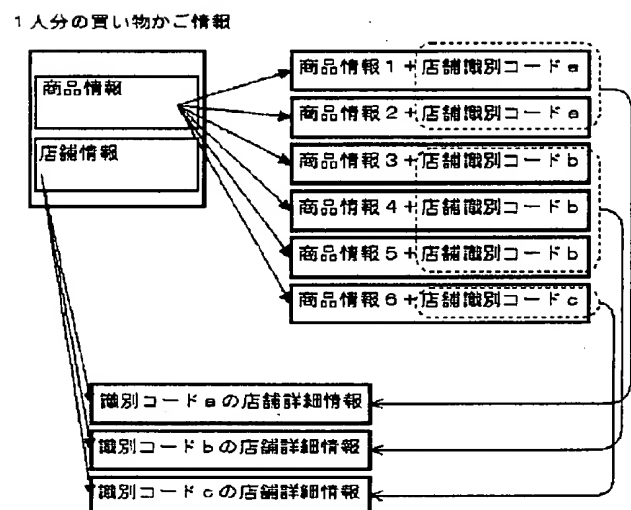 １人分の買い物かご情報
商品情報
店舗情報
商品情報１＋店舗識別コードａ
商品情報２＋店舗識別コードａ
商品情報３＋店舗識別コードｂ
商品情報４＋店舗識別コードｂ
商品情報５＋店舗識別コードｂ
商品情報６＋店舗識別コードｃ
識別コードａの店舗詳細情報
識別コードｂの店舗詳細情報
識別コードｃの店舗詳細情報